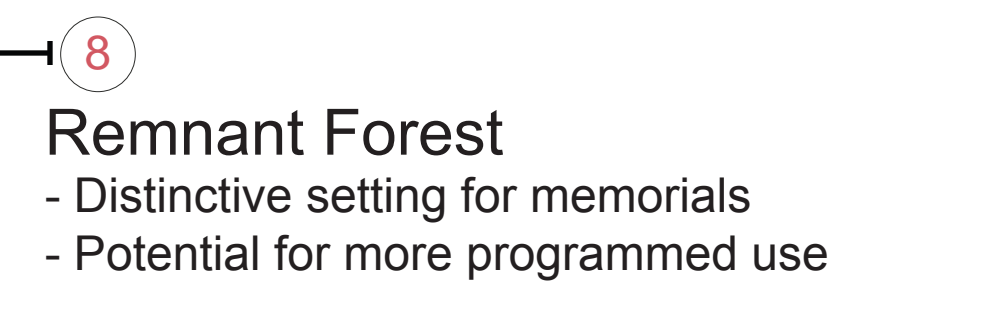 8
Remnant Forest
- Distinctive setting for memorials
- Potential for more programmed use